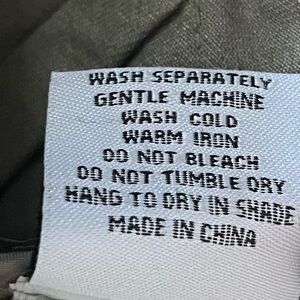 WASH SEPARATELY
GENTLE MACHINE
WASH COLD
WARM IRON
DO NOT BLEACH
DO NOT TUMBLE DRY
HANG TO DRY IN SHADE
MADE IN CHINA